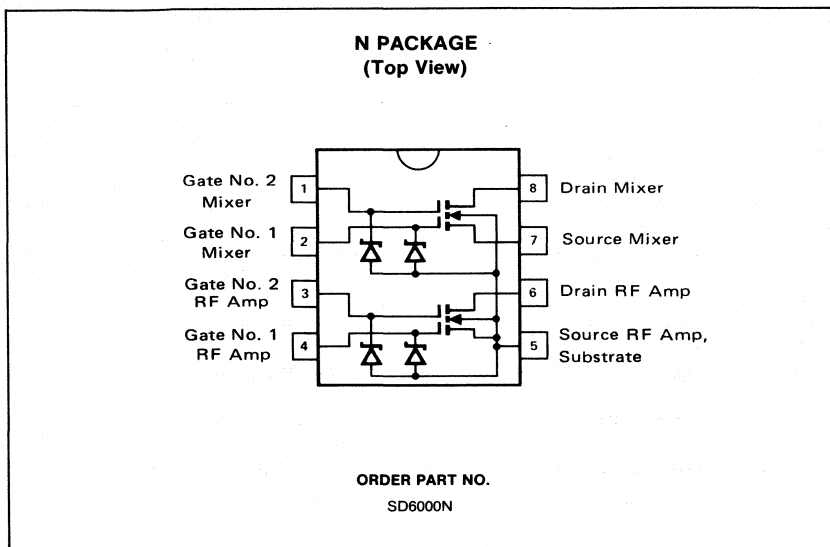 N PACKAGE
(Top View)
Gate No. 2
Mixer
1
8
Drain Mixer
Gate No. 1
Mixer
2
7
Source Mixer
Gate No. 2
RF Amp
3
6
Drain RF Amp
Gate No. 1
RF Amp
4
5
Source RF Amp,
Substrate
ORDER PART NO.
SD6000N